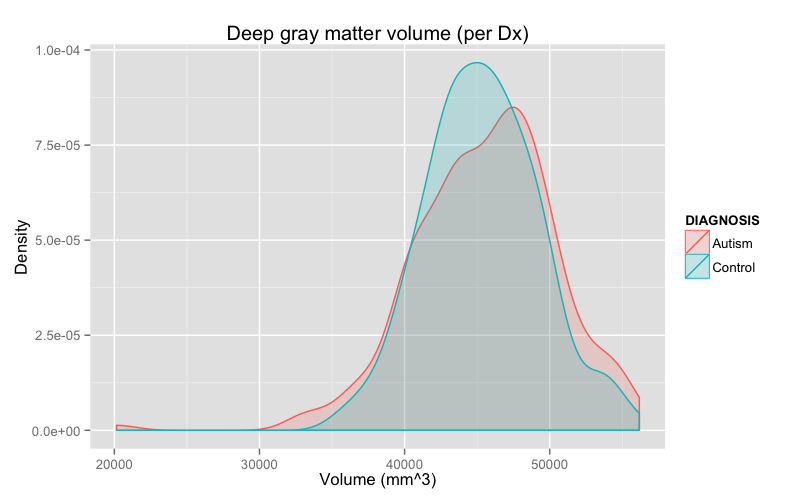 Deep gray matter volume (per Dx)
1.0e-04
7.5e-05
5.0e-05
2.5e-05
0.0e+00
Density
20000
30000
40000
50000
Volume (mm^3)
DIAGNOSIS
Autism
Control